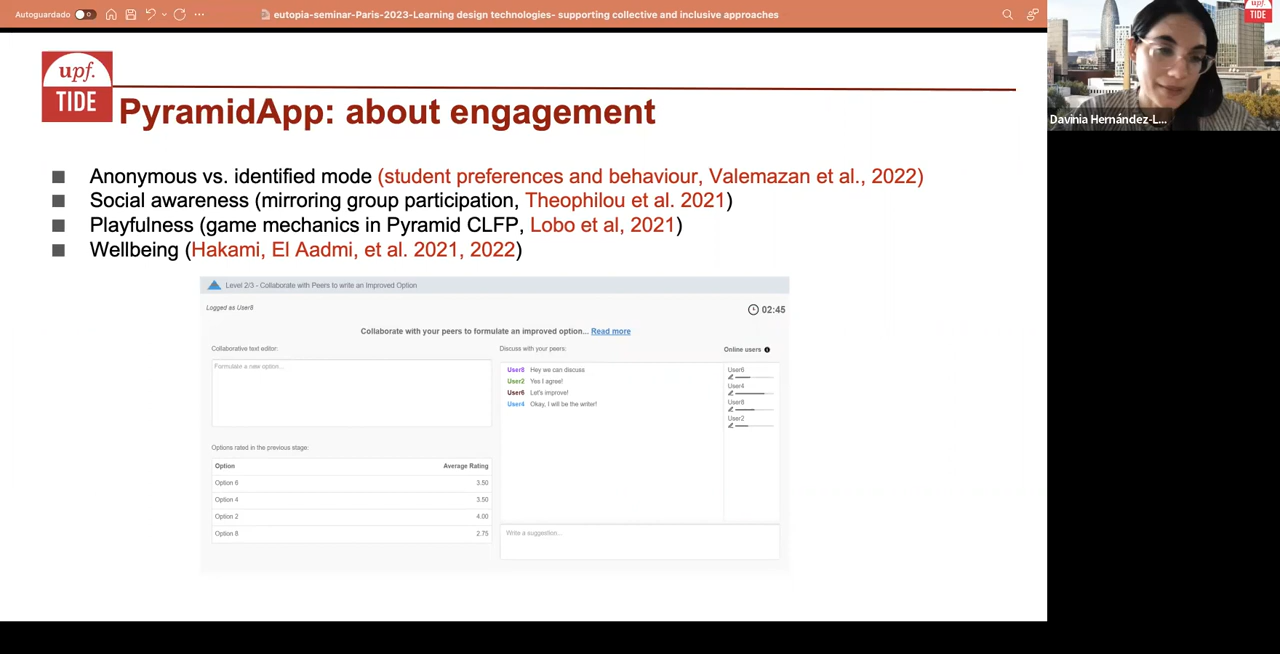 Autoguardado 0 ... eutopia-seminar-Paris-2023-Learning design technologies- supporting collective and inclusive approaches
upf.
TIDE
upf.
TIDE
PyramidApp: about engagement
Davinia Hernández-L...
Anonymous vs. identified mode (student preferences and behaviour, Valemazan et al., 2022)
Social awareness (mirroring group participation, Theophilou et al. 2021)
Playfulness (game mechanics in Pyramid CLFP, Lobo et al, 2021)
Wellbeing (Hakami, El Aadmi, et al. 2021, 2022)
Level 2/3 - Collaborate with Peers to write an Improved Option
Logged as User8
02:45
Collaborate with your peers to formulate an improved option... Read more
Collaborative text editor:
Formulate a new option...
Options rated in the previous stage:
Option Average Rating
Option 6 3.50
Option 4 3.50
Option 2 4.00
Option 8 2.75
Discuss with your peers:
User8 Hey we can discuss
User2 Yes I agree!
User6 Let's improve!
User4 Okay, I will be the writer!
Write a suggestion...
Online users
User6
User4
User8
User2